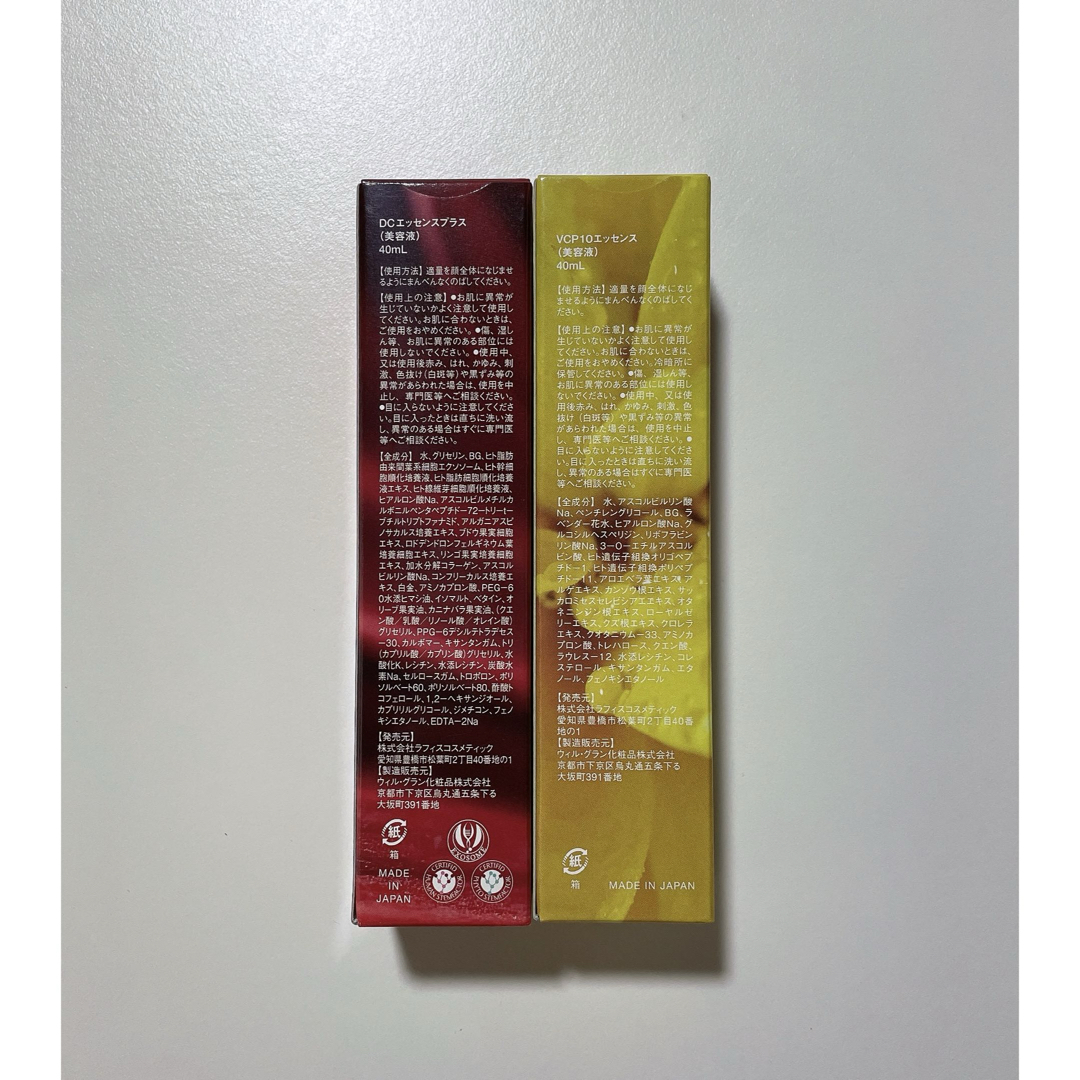 DCエッセンスプラス
（美容液）
40mL
【使用方法】適量を顔全体になじませ
るようにまんべんなくのばしてください。
【使用上の注意】●お肌に異常が
生じていないかよく注意して使用し
てください。お肌に合わないときは、
ご使用をおやめください。●傷、湿し
ん等、お肌に異常のある部位には
使用しないでください。●使用中、
又は使用後赤み、はれ、かゆみ、刺
激、色抜け（白斑等）や黒ずみ等の
異常があらわれた場合は、使用を中
止し、専門医等へご相談ください。
●目に入らないように注意してくださ
い。目に入ったときは直ちに洗い流
し、異常のある場合はすぐに専門医
等へご相談ください。
【全成分】水、グリセリン、BG、ヒト脂肪
由来間葉系細胞エクソソーム、ヒト幹細
胞順化培養液、ヒト脂肪細胞順化培養
液エキス、ヒト線維芽細胞順化培養液、
ヒアルロン酸Na、アスコルビルメチルカ
ルボニルペンタペプチドー72ートリーt-
ブチルトリプトファナミド、アルガニアスピ
ノサカルス培養エキス、ブドウ果実細胞
エキス、ロドデンドロンフェルギネウム葉
培養細胞エキス、リンゴ果実培養細胞
エキス、加水分解コラーゲン、アスコル
ビルリン酸Na、コンフリーカルス培養エ
キス、白金、アミノカプロン酸、PEG-6
0水添ヒマシ油、イソマルト、ベタイン、オ
リーブ果実油、カニナバラ果実油、（クエ
ン酸／乳酸／リノール酸／オレイン酸）
グリセリル、PPG-6デシルテトラデセス
-30、カルボマー、キサンタンガム、トリ
（カプリル酸／カプリン酸）グリセリル、水
酸化K、レシチン、水添レシチン、炭酸水
素Na、セルロースガム、トロポロン、ポリ
ソルベート60、ポリソルベート80、酢酸ト
コフェロール、1,2-ヘキサンジオール、
カプリリルグリコール、ジメチコン、フェノ
キシエタノール、EDTA-2Na
【発売元】
株式会社ラフィスコスメティック
愛知県豊橋市松葉町2丁目40番地の1
【製造販売元】
ウィル・グラン化粧品株式会社
京都市下京区烏丸通五条下る
大坂町391番地
紙
箱
MADE
IN
JAPAN
EXOSOME
CERTIFID
HUMAN STEMFACTOR
CERTIFID
PHYTO STEMFACTOR
VCP10エッセンス
（美容液）
40mL
【使用方法】適量を顔全体になじ
ませるようにまんべんなくのばしてく
ださい。
【使用上の注意】●お肌に異常が
生じていないかよく注意して使用し
てください。お肌に合わないときは、
ご使用をおやめください。冷暗所に
保管してください。●傷、湿しん等、
お肌に異常のある部位には使用し
ないでください。●使用中、又は使
用後赤み、はれ、かゆみ、刺激、色
抜け（白斑等）や黒ずみ等の異常
があらわれた場合は、使用を中止
し、専門医等へご相談ください。●
目に入らないように注意してくださ
い。目に入ったときは直ちに洗い流
し、異常のある場合はすぐに専門医
等へご相談ください。
【全成分】水、アスコルビルリン酸
Na、ペンチレングリコール、BG、ラ
ベンダー花水、ヒアルロン酸Na、グ
ルコシルヘスペリジン、リボフラビン
リン酸Na、3-O-エチルアスコル
ビン酸、ヒト遺伝子組換オリゴペプ
チドー1、ヒト遺伝子組換ポリペプ
チドー11、アロエベラ葉エキス、ア
ルゲエキス、カンゾウ根エキス、サッ
カロミセスセレビシアエエキス、オタ
ネニンジン根エキス、ローヤルゼ
リーエキス、クズ根エキス、クロレラ
エキス、クオタニウム-33、アミノカ
プロン酸、トレハロース、クエン酸、
ラウレス-12、水添レシチン、コレ
ステロール、キサンタンガム、エタ
ノール、フェノキシエタノール
【発売元】
株式会社ラフィスコスメティック
愛知県豊橋市松葉町2丁目40番
地の1
【製造販売元】
ウィル・グラン化粧品株式会社
京都市下京区烏丸通五条下る
大坂町391番地
紙
箱
MADE IN JAPAN